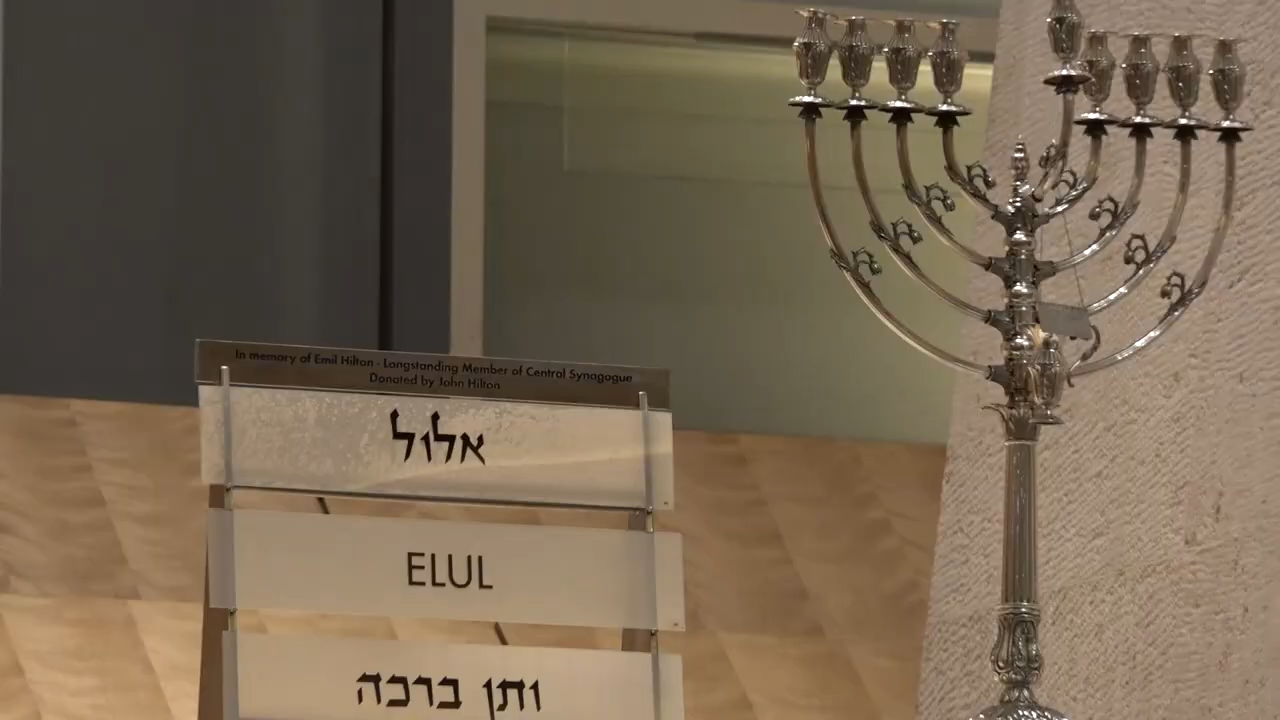 In memory of Emil Hilton - Longstanding Member of Central Synagogue
Donated by John Hilton
אלול
ELUL
ותן ברכה